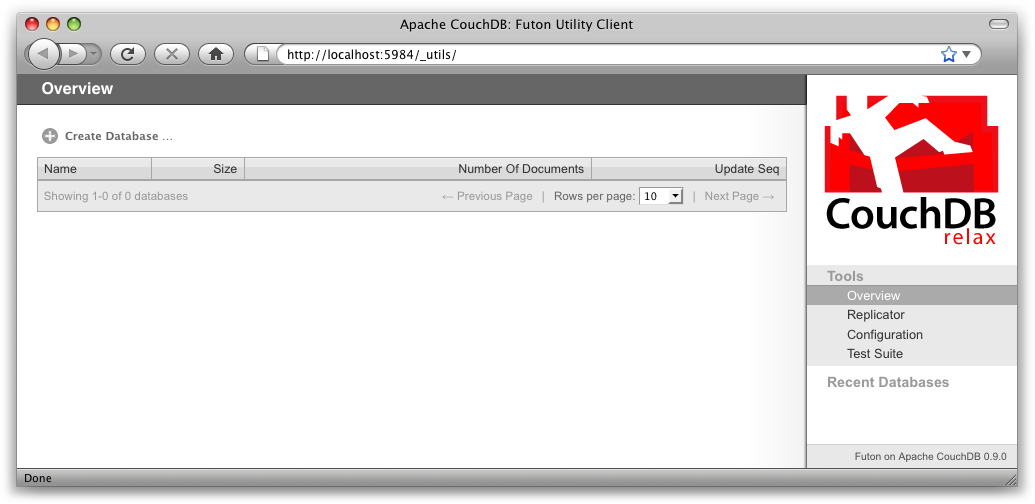 Apache CouchDB: Futon Utility Client
http://localhost:5984/_utils/
Overview
Create Database ...
Name Size Number Of Documents Update Seq
Showing 1-0 of 0 databases ← Previous Page | Rows per page: 10 | Next Page →
CouchDB
relax
Tools
Overview
Replicator
Configuration
Test Suite
Recent Databases
Futon on Apache CouchDB 0.9.0
Done